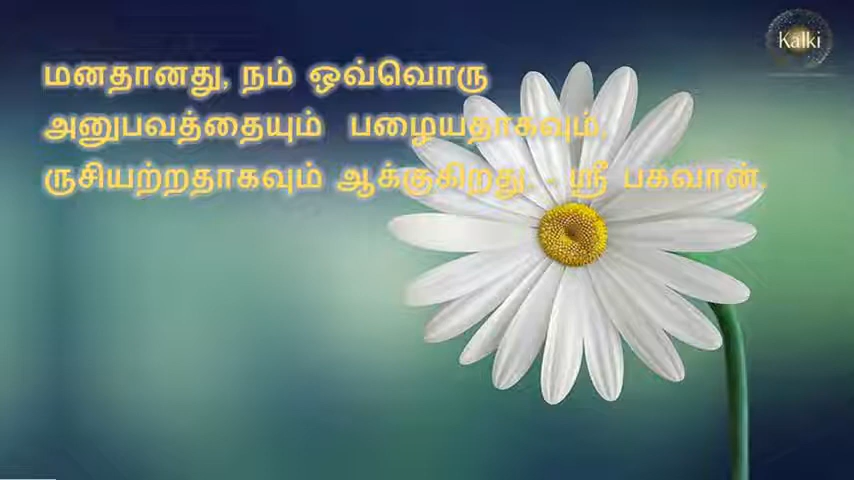 Kalki
மனதானது, நம் ஒவ்வொரு
அனுபவத்தையும் பழையதாகவும்,
ருசியற்றதாகவும் ஆக்குகிறது. - ஸ்ரீ பகவான்.